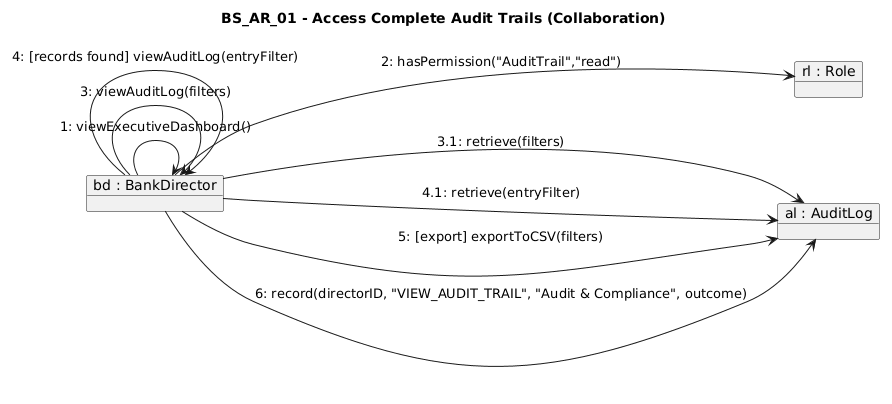 BS_AR_01 - Access Complete Audit Trails (Collaboration)
4: [records found] viewAuditLog(entryFilter)
2: hasPermission("AuditTrail","read")
rl : Role
3: viewAuditLog(filters)
1: viewExecutiveDashboard()
3.1: retrieve(filters)
bd : BankDirector
4.1: retrieve(entryFilter)
al : AuditLog
5: [export] exportToCSV(filters)
6: record(directorID, "VIEW_AUDIT_TRAIL", "Audit & Compliance", outcome)